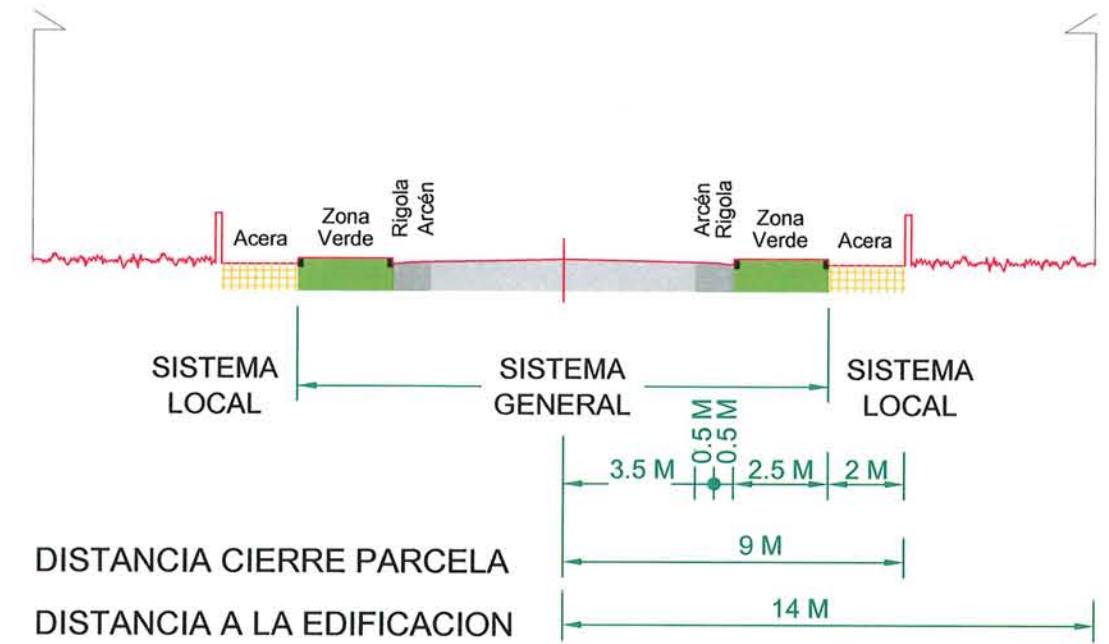 Acera
Zona
Verde
Rigola
Arcén
Arcén
Rigola
Zona
Verde
Acera
SISTEMA
LOCAL
SISTEMA
GENERAL
SISTEMA
LOCAL
3.5 M
0.5 M
0.5 M
2.5 M
2 M
DISTANCIA CIERRE PARCELA
9 M
DISTANCIA A LA EDIFICACION
14 M